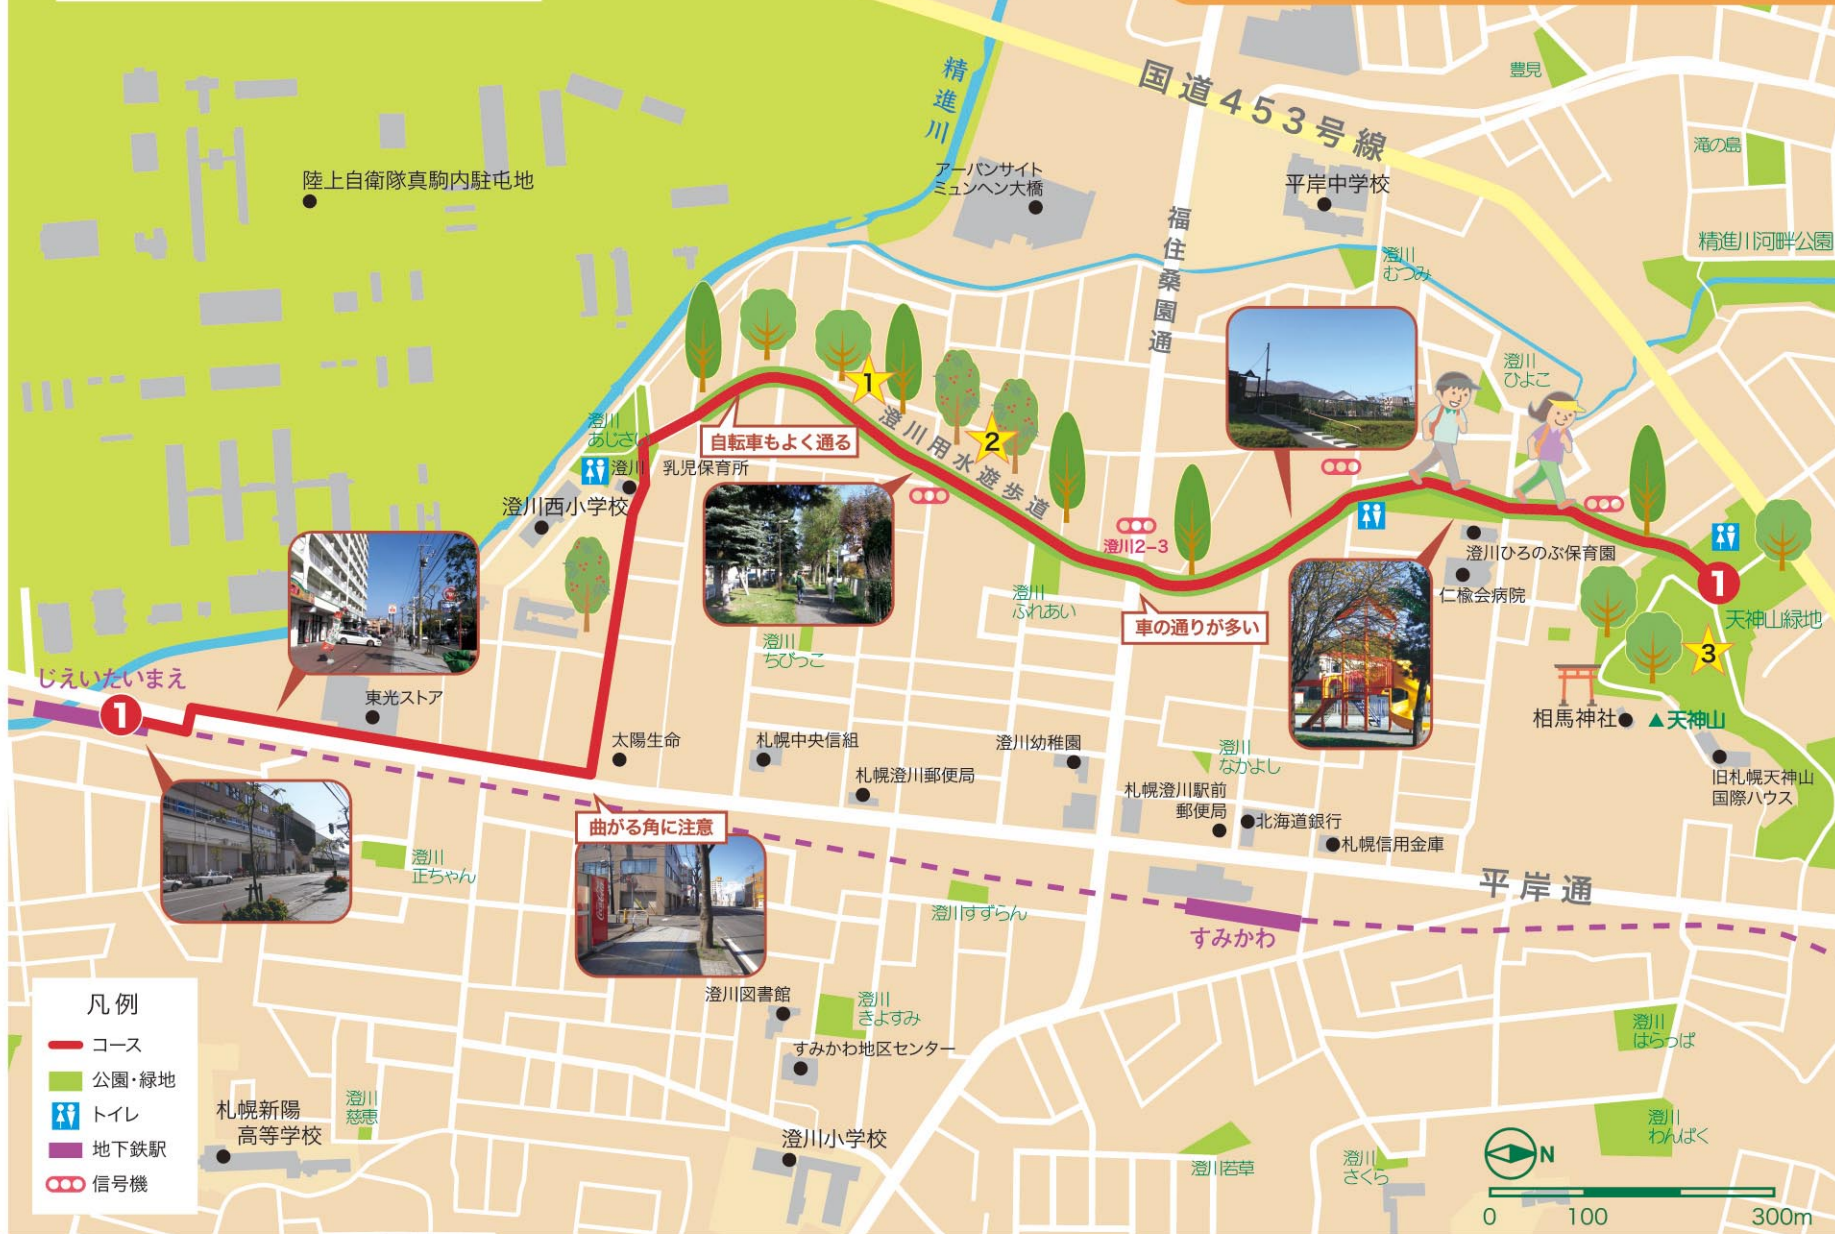 国道453号線
豊見
滝の島
精進川
陸上自衛隊真駒内駐屯地
アーバンサイト
ミュンヘン大橋
平岸中学校
福住桑園通
精進川河畔公園
澄川
むつみ
澄川
ひよこ
1
2
澄川用水遊歩道
自転車もよく通る
澄川
あじさい
澄川
乳児保育所
澄川西小学校
澄川2-3
澄川ひろのぶ保育園
仁楡会病院
澄川
ふれあい
車の通りが多い
1
天神山緑地
3
澄川
ちびっこ
じえいたいまえ
1
東光ストア
相馬神社
▲天神山
太陽生命
札幌中央信組
澄川幼稚園
澄川
なかよし
旧札幌天神山
国際ハウス
札幌澄川郵便局
札幌澄川駅前
郵便局
北海道銀行
札幌信用金庫
曲がる角に注意
澄川
正ちゃん
平岸通
澄川すずらん
すみかわ
澄川図書館
澄川
きよすみ
すみかわ地区センター
澄川
はらっぱ
凡例
コース
公園・緑地
トイレ
地下鉄駅
信号機
澄川
慈恵
札幌新陽
高等学校
澄川小学校
澄川若草
澄川
さくら
澄川
わんぱく
N
0
100
300m